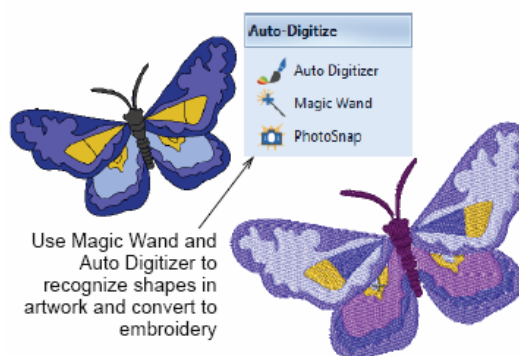 Auto-Digitize
Auto Digitizer
Magic Wand
PhotoSnap
Use Magic Wand and
Auto Digitizer to
recognize shapes in
artwork and convert to
embroidery